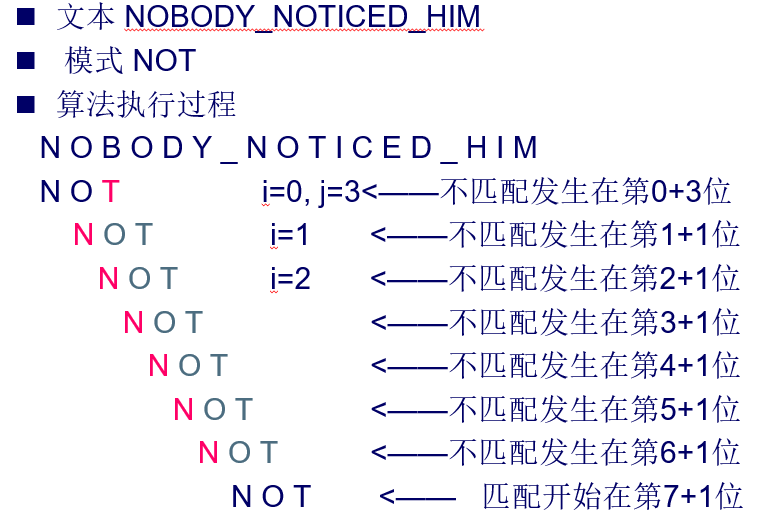 文本 NOBODY_NOTICED_HIM
模式 NOT
算法执行过程
N O B O D Y _ N O T I C E D _ H I M
N O T i=0, j=3<——不匹配发生在第0+3位
N O T i=1 <——不匹配发生在第1+1位
N O T i=2 <——不匹配发生在第2+1位
N O T <——不匹配发生在第3+1位
N O T <——不匹配发生在第4+1位
N O T <——不匹配发生在第5+1位
N O T <——不匹配发生在第6+1位
N O T <—— 匹配开始在第7+1位